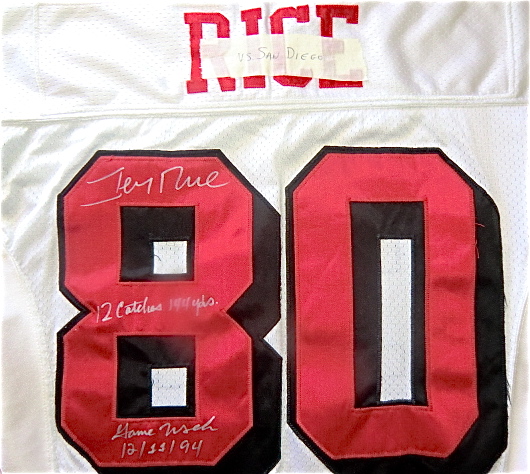 RICE
VS. SAN DIEGO
80
Jerry Rice
12 Catches 144 yds.
Game Used
12/11/94